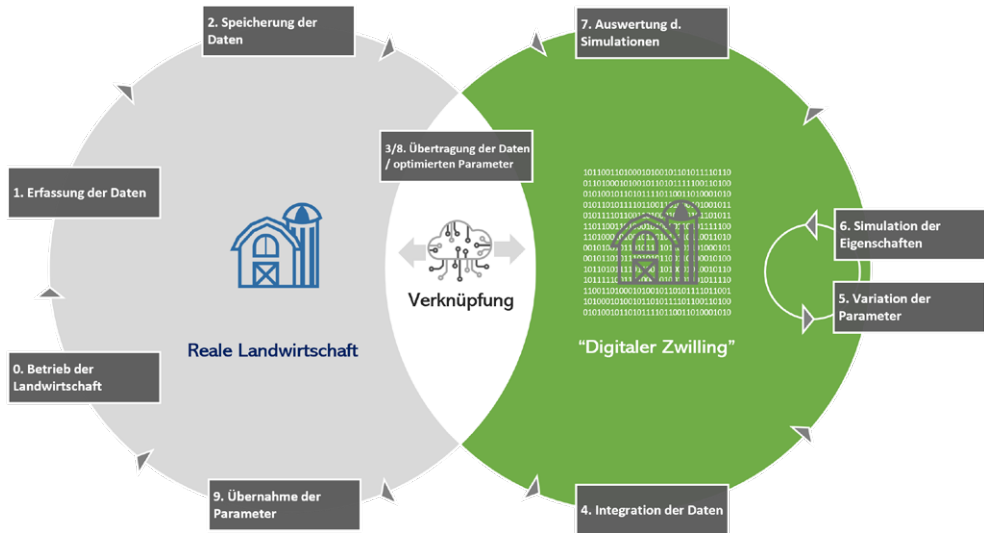 2. Speicherung der
Daten
7. Auswertung d.
Simulationen
3/8. Übertragung der Daten
/ optimierten Parameter
1. Erfassung der Daten
6. Simulation der
Eigenschaften
Verknüpfung
5. Variation der
Parameter
Reale Landwirtschaft
“Digitaler Zwilling”
0. Betrieb der
Landwirtschaft
9. Übernahme der
Parameter
4. Integration der Daten